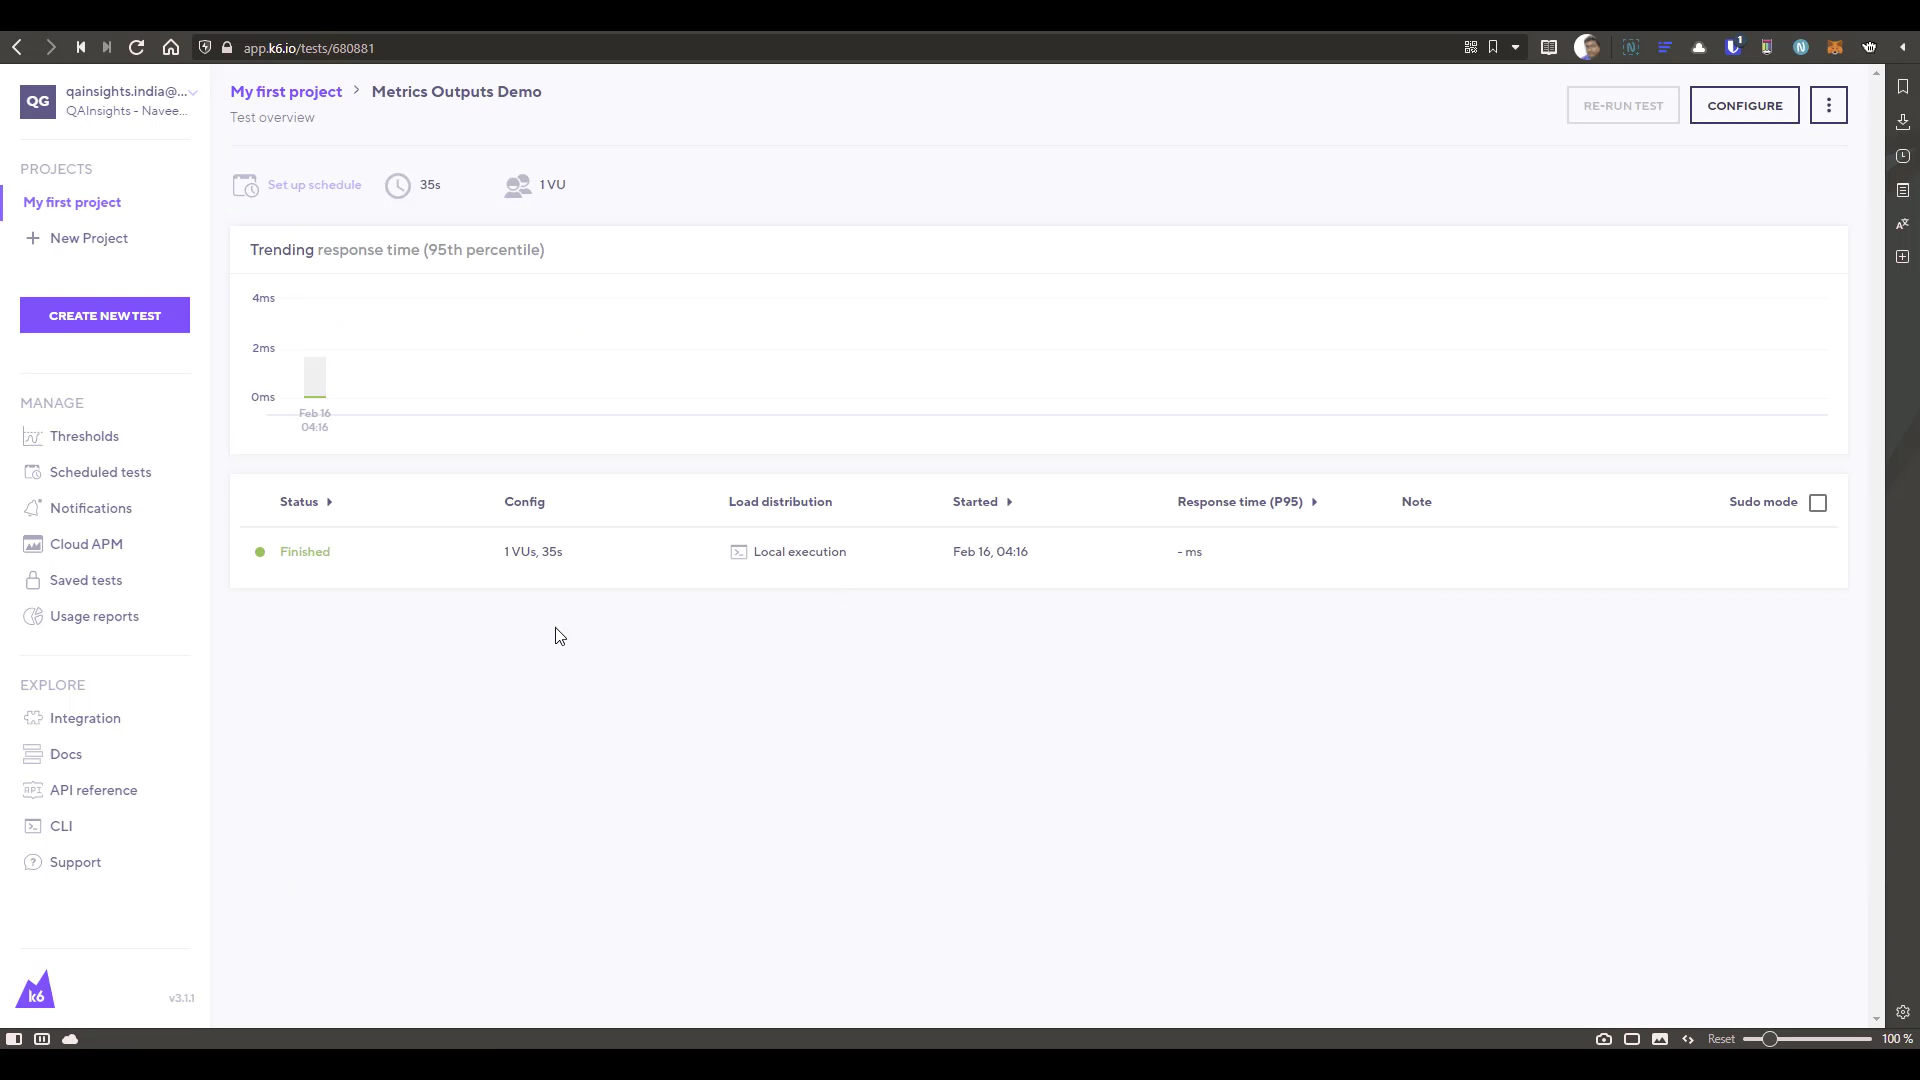 app.k6.io/tests/680881
1
QG
qainsights.india@...
QAInsights - Navee...
PROJECTS
My first project
New Project
CREATE NEW TEST
MANAGE
Thresholds
Scheduled tests
Notifications
Cloud APM
Saved tests
Usage reports
EXPLORE
Integration
Docs
API
API reference
CLI
Support
k6
v3.1.1
My first project > Metrics Outputs Demo
Test overview
RE-RUN TEST
CONFIGURE
Set up schedule
35s
1 VU
Trending response time (95th percentile)
4ms
2ms
0ms
Feb 16
04:16
Status Config Load distribution Started Response time (P95) Note Sudo mode
Finished 1 VUs, 35s Local execution Feb 16, 04:16 - ms
Reset 100 %